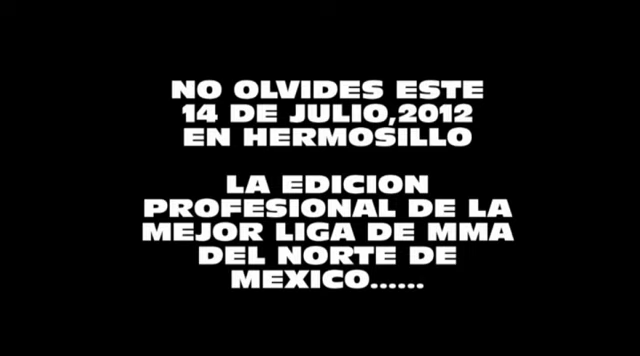 NO OLVIDES ESTE
14 DE JULIO,2012
EN HERMOSILLO
LA EDICION
PROFESIONAL DE LA
MEJOR LIGA DE MMA
DEL NORTE DE
MEXICO......